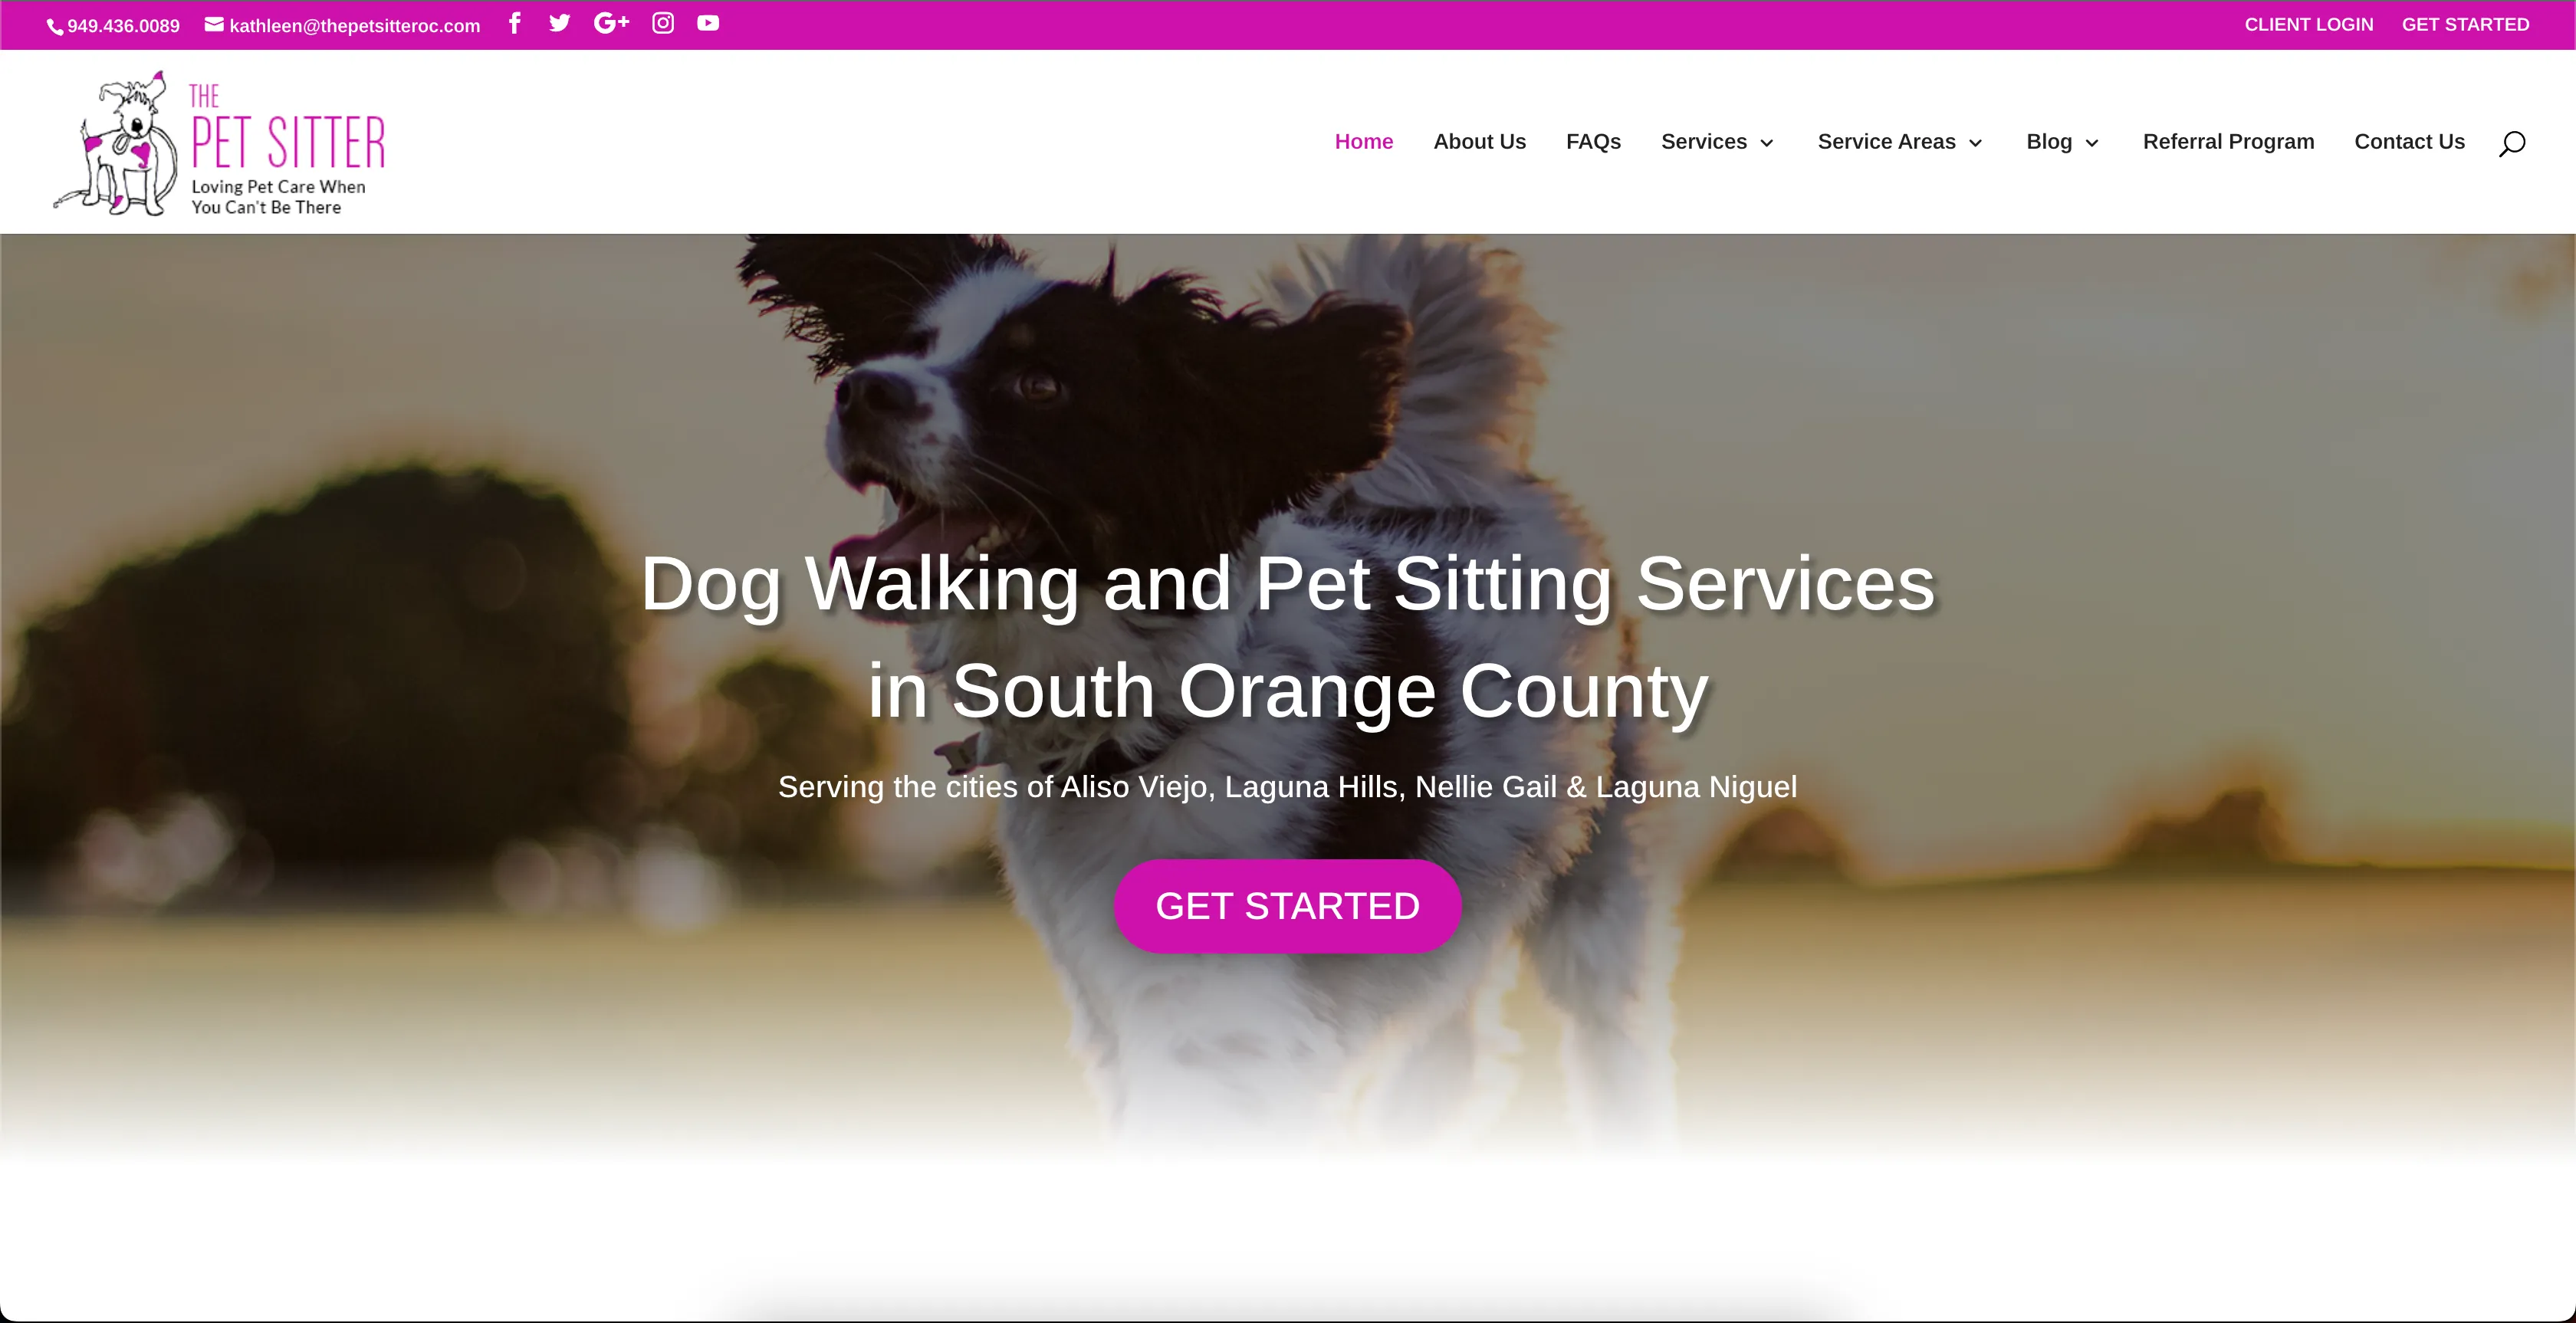 949.436.0089 kathleen@thepetsitteroc.com G+ CLIENT LOGIN GET STARTED
THE
PET SITTER
Loving Pet Care When
You Can't Be There
Home About Us FAQs Services Service Areas Blog Referral Program Contact Us
Dog Walking and Pet Sitting Services
in South Orange County
Serving the cities of Aliso Viejo, Laguna Hills, Nellie Gail & Laguna Niguel
GET STARTED